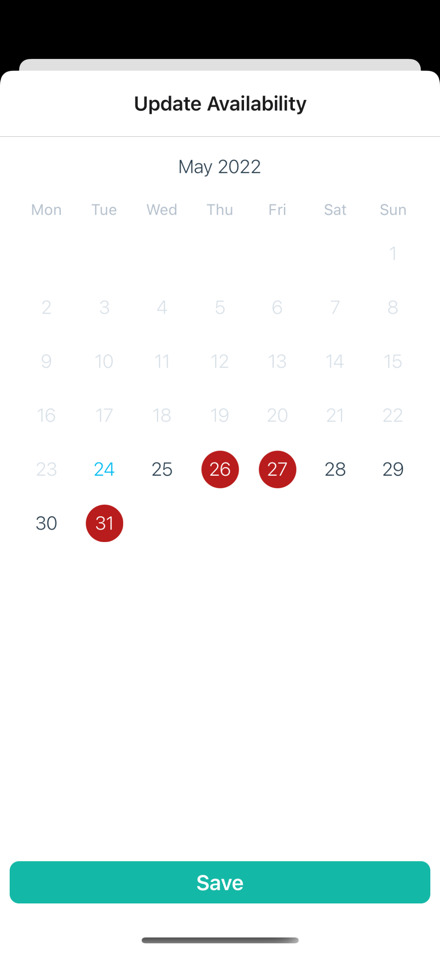 Update Availability
May 2022
Mon Tue Wed Thu Fri Sat Sun
1
2 3 4 5 6 7 8
9 10 11 12 13 14 15
16 17 18 19 20 21 22
23 24 25 26 27 28 29
30 31
Save